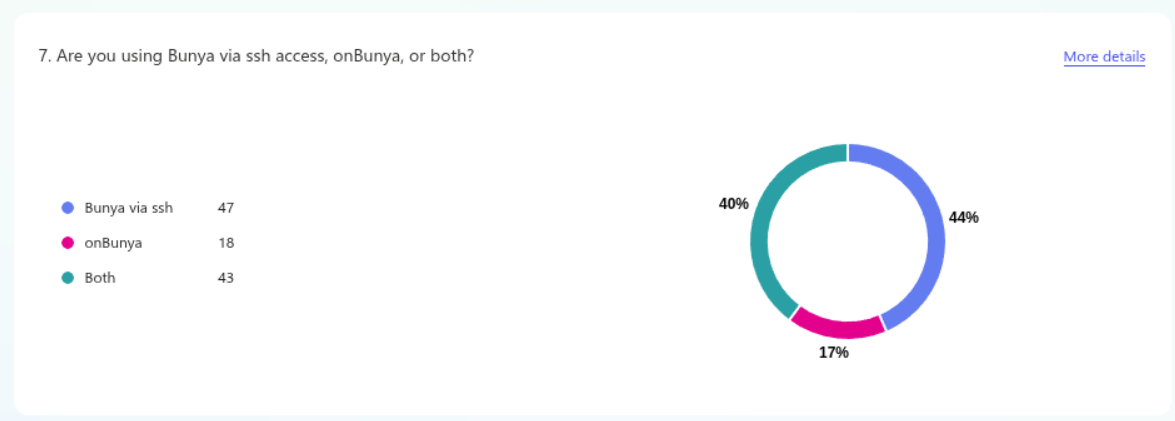 7. Are you using Bunya via ssh access, onBunya, or both?
More details
Bunya via ssh 47
onBunya 18
Both 43
40%
44%
17%